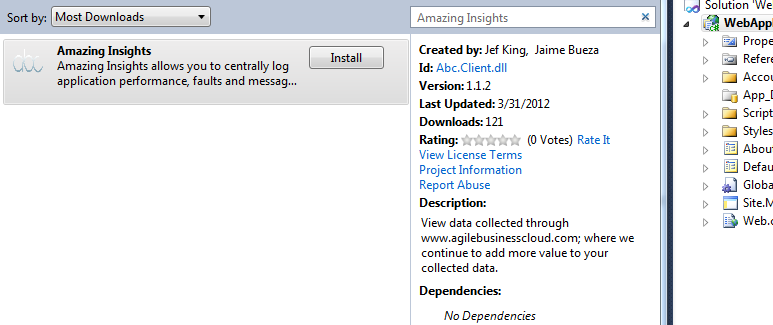 Sort by: Most Downloads
Amazing Insights
abc
Amazing Insights
Amazing Insights allows you to centrally log
application performance, faults and messag...
Install
Created by: Jef King, Jaime Bueza
Id: Abc.Client.dll
Version: 1.1.2
Last Updated: 3/31/2012
Downloads: 121
Rating: (0 Votes) Rate It
View License Terms
Project Information
Report Abuse
Description:
View data collected through
www.agilebusinesscloud.com; where we
continue to add more value to your
collected data.
Dependencies:
No Dependencies
Solution 'We
WebAppl
Prope
Refere
Accou
App_D
Script
Styles
About
Defau
Globa
Site.M
Web.c